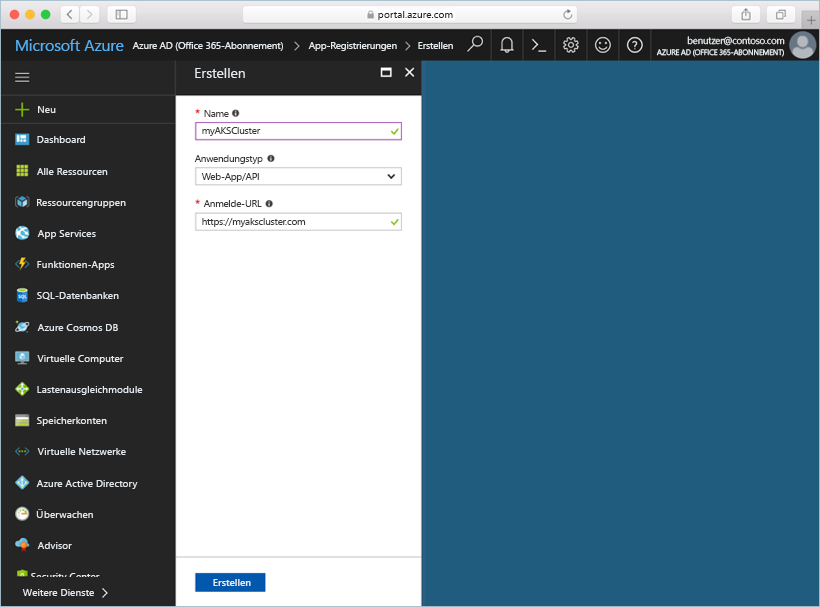 portal.azure.com
Microsoft Azure Azure AD (Office 365-Abonnement) > App-Registrierungen > Erstellen
benutzer@contoso.com
AZURE AD (OFFICE 365-ABONNEMENT)
Erstellen
Neu
Dashboard
Alle Ressourcen
Ressourcengruppen
App Services
Funktionen-Apps
SQL-Datenbanken
Azure Cosmos DB
Virtuelle Computer
Lastenausgleichmodule
Speicherkonten
Virtuelle Netzwerke
Azure Active Directory
Überwachen
Advisor
Security Center
Weitere Dienste >
* Name
myAKSCluster
Anwendungstyp
Web-App/API
* Anmelde-URL
https://myakscluster.com
Erstellen